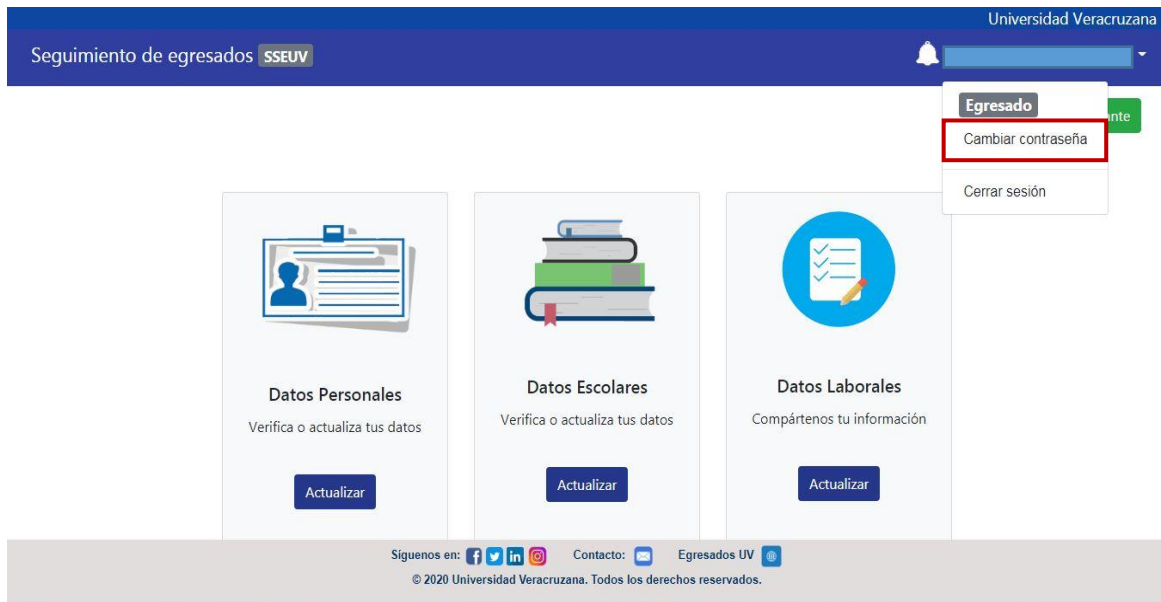 Universidad Veracruzana
Seguimiento de egresados SSEUV
Egresado
Cambiar contraseña
Cerrar sesión
Datos Personales
Verifica o actualiza tus datos
Actualizar
Datos Escolares
Verifica o actualiza tus datos
Actualizar
Datos Laborales
Compártenos tu información
Actualizar
Síguenos en: Contacto: Egresados UV
© 2020 Universidad Veracruzana. Todos los derechos reservados.